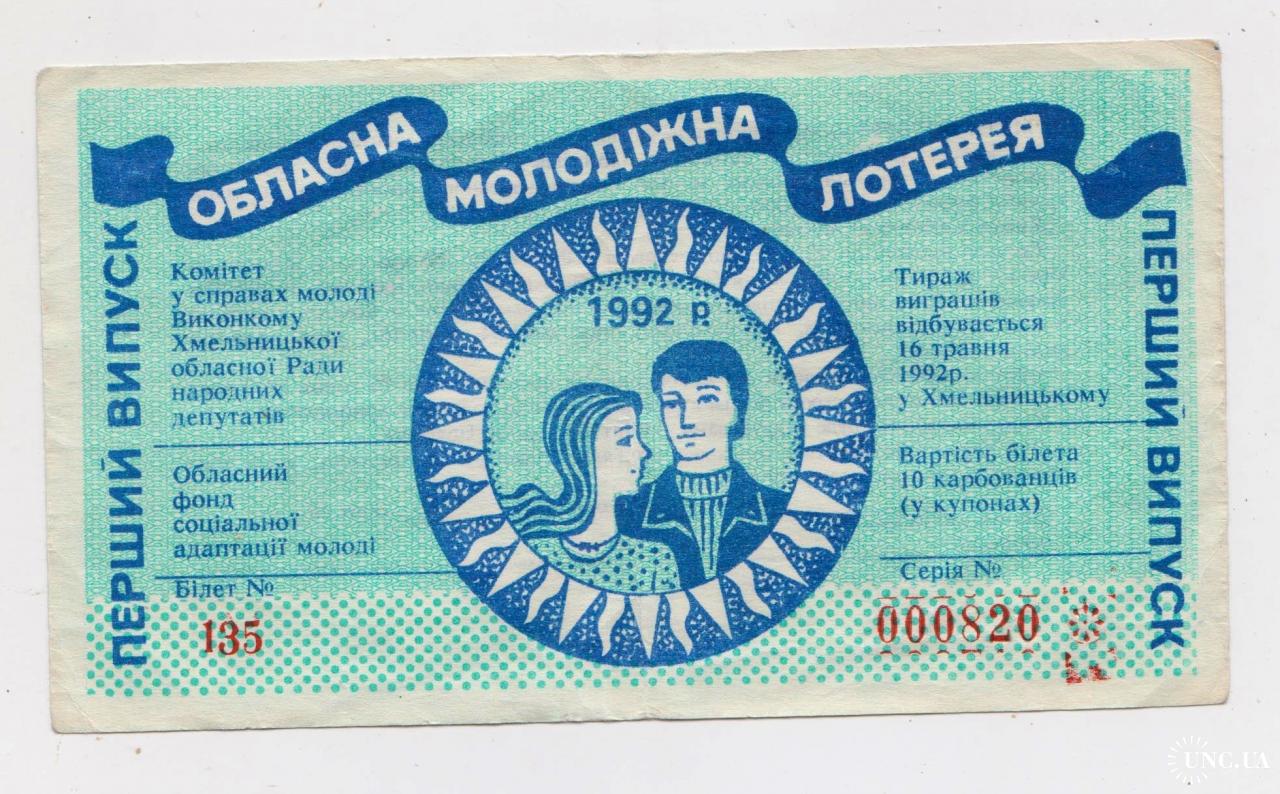 ОБЛАСНА МОЛОДІЖНА ЛОТЕРЕЯ
ПЕРШИЙ ВИПУСК
Комітет
у справах молоді
Виконкому
Хмельницької
обласної Ради
народних
депутатів
Обласний
фонд
соціальної
адаптації молоді
Білет №
135
1992 р.
Тираж
виграшів
відбувається
16 травня
1992р.
у Хмельницькому
Вартість білета
10 карбованців
(у купонах)
Серія №
000820
ПЕРШИЙ ВИПУСК
UNC.UA